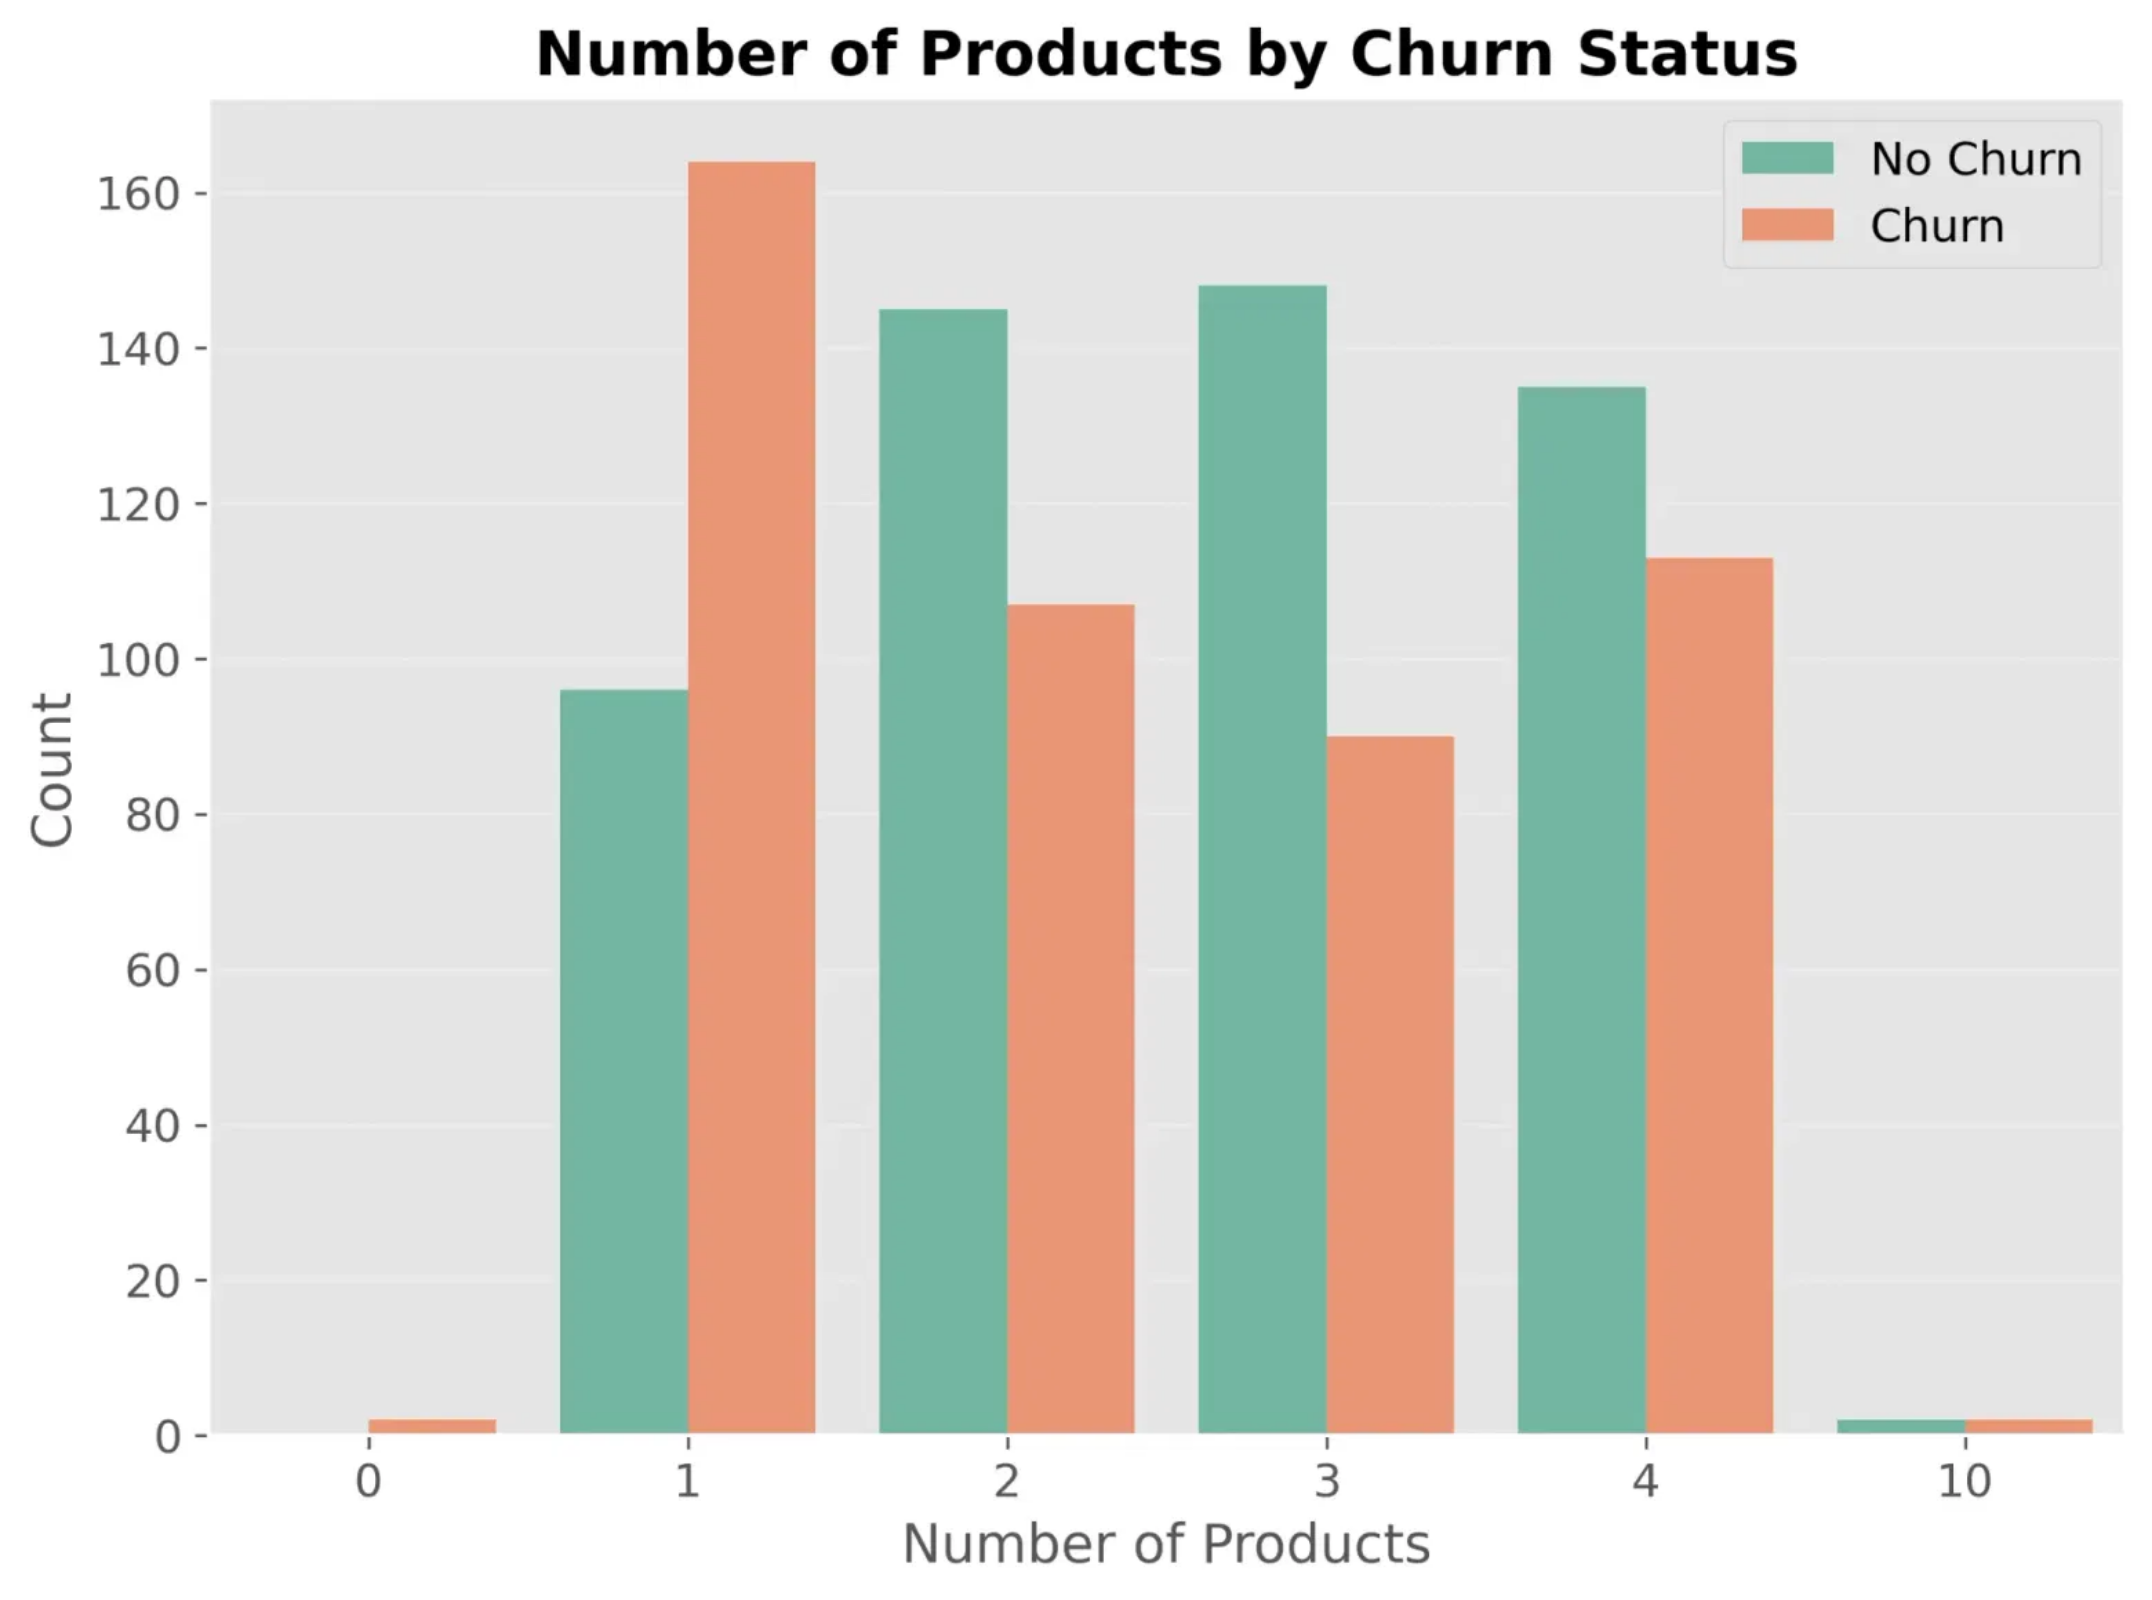 Number of Products by Churn Status
No Churn
Churn
160
140
120
100
80
60
40
20
0
Count
0 1 2 3 4 10
Number of Products